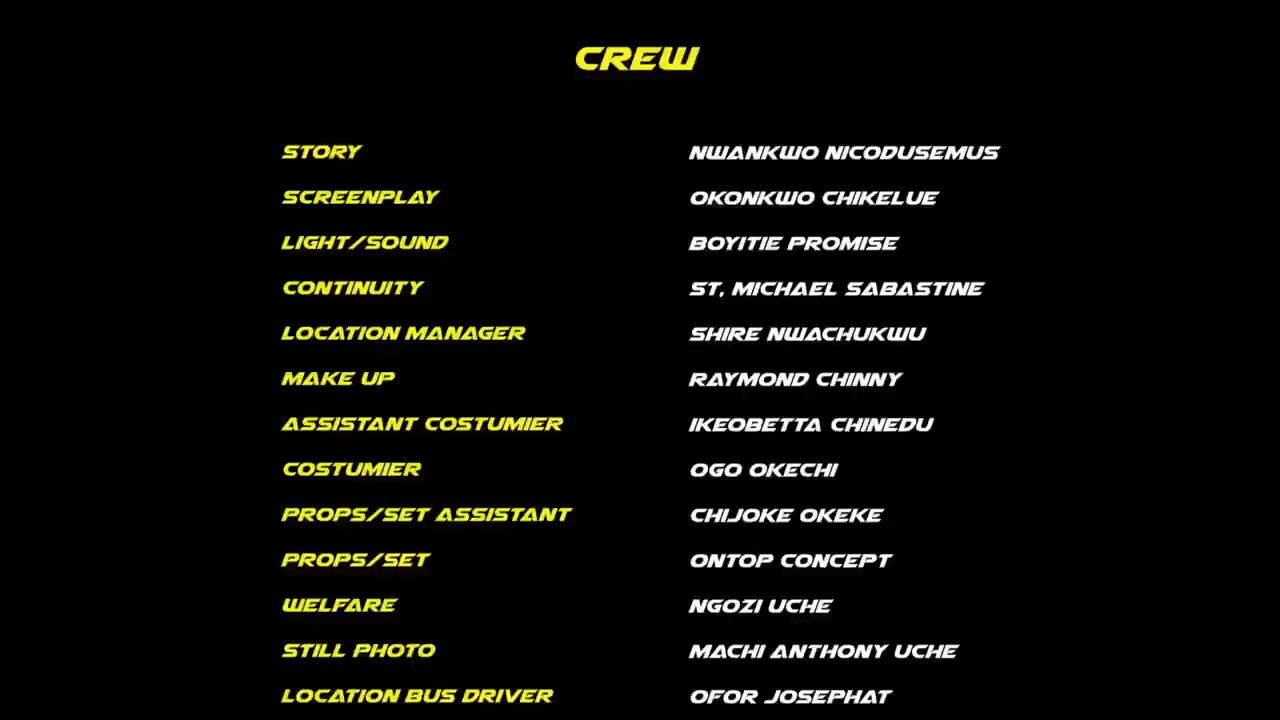 CREW
STORY NWANKWO NICODUSEMUS
SCREENPLAY OKONKWO CHIKELUE
LIGHT/SOUND BOYITIE PROMISE
CONTINUITY ST, MICHAEL SABASTINE
LOCATION MANAGER SHIRE NWACHUKWU
MAKE UP RAYMOND CHINNY
ASSISTANT COSTUMIER IKEOBETTA CHINEDU
COSTUMIER OGO OKECHI
PROPS/SET ASSISTANT CHIJOKE OKEKE
PROPS/SET ONTOP CONCEPT
WELFARE NGOZI UCHE
STILL PHOTO MACHI ANTHONY UCHE
LOCATION BUS DRIVER OFOR JOSEPHAT